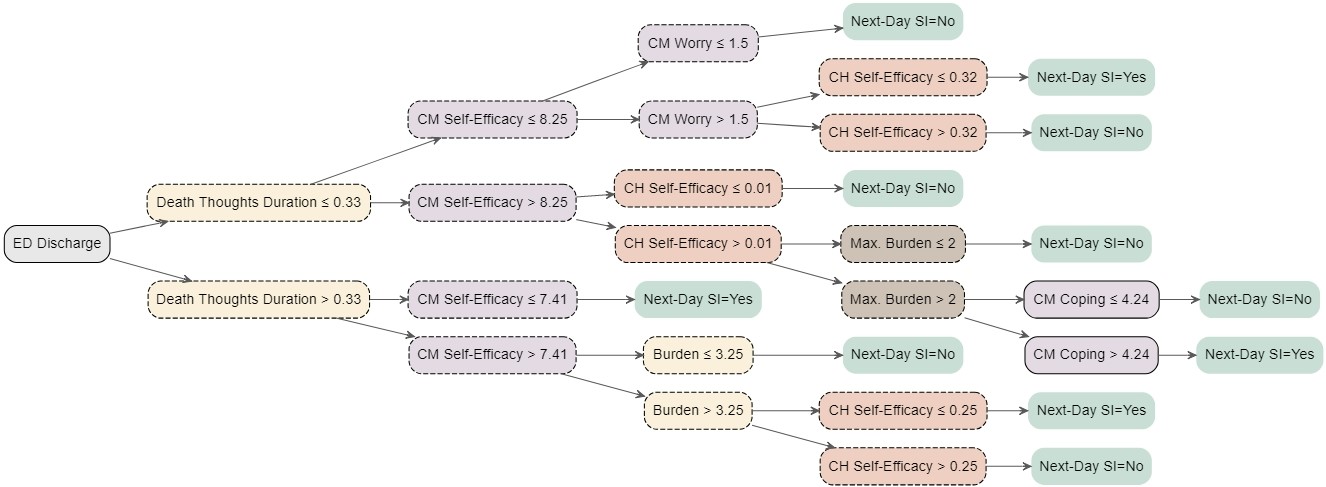 Next-Day SI=No
CM Worry ≤ 1.5
CH Self-Efficacy ≤ 0.32
Next-Day SI=Yes
CM Self-Efficacy ≤ 8.25
CM Worry > 1.5
CH Self-Efficacy > 0.32
Next-Day SI=No
Death Thoughts Duration ≤ 0.33
CM Self-Efficacy > 8.25
CH Self-Efficacy ≤ 0.01
Next-Day SI=No
ED Discharge
CH Self-Efficacy > 0.01
Max. Burden ≤ 2
Next-Day SI=No
Death Thoughts Duration > 0.33
CM Self-Efficacy ≤ 7.41
Next-Day SI=Yes
Max. Burden > 2
CM Coping ≤ 4.24
Next-Day SI=No
CM Self-Efficacy > 7.41
Burden ≤ 3.25
Next-Day SI=No
CM Coping > 4.24
Next-Day SI=Yes
Burden > 3.25
CH Self-Efficacy ≤ 0.25
Next-Day SI=Yes
CH Self-Efficacy > 0.25
Next-Day SI=No